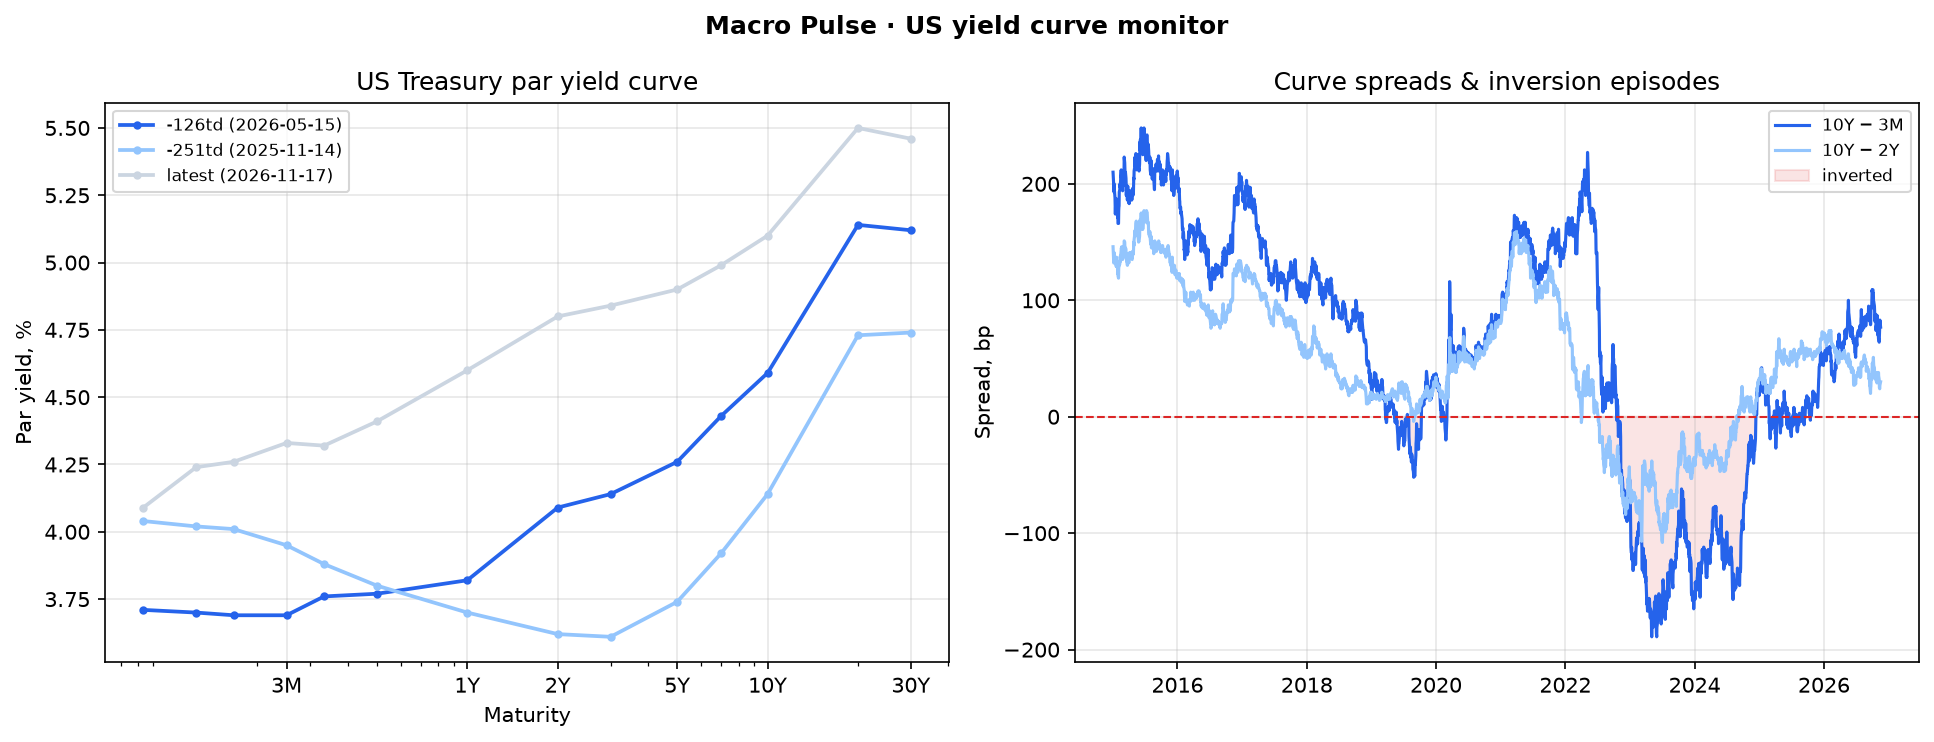 Macro Pulse · US yield curve monitor
US Treasury par yield curve
-126td (2026-05-15)
-251td (2025-11-14)
latest (2026-11-17)
Par yield, %
5.50
5.25
5.00
4.75
4.50
4.25
4.00
3.75
3M 1Y 2Y 5Y 10Y 30Y
Maturity
Curve spreads & inversion episodes
10Y − 3M
10Y − 2Y
inverted
Spread, bp
200
100
0
−100
−200
2016 2018 2020 2022 2024 2026